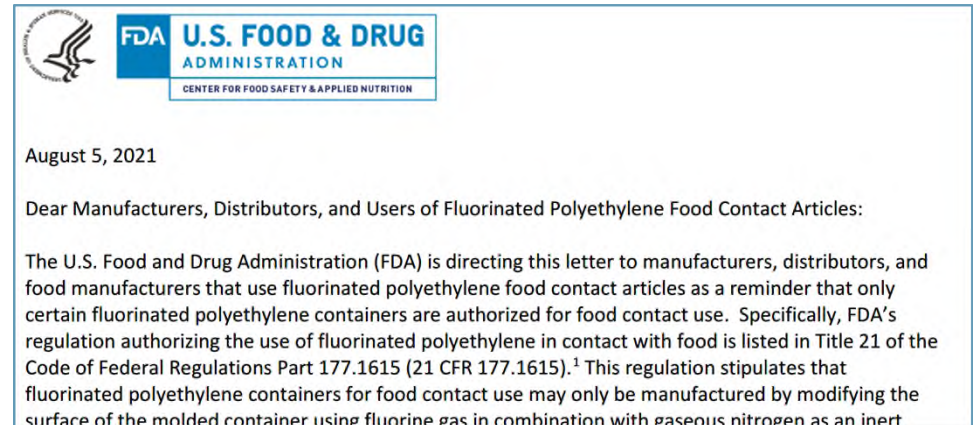 FDA U.S. FOOD & DRUG
ADMINISTRATION
CENTER FOR FOOD SAFETY & APPLIED NUTRITION
August 5, 2021
Dear Manufacturers, Distributors, and Users of Fluorinated Polyethylene Food Contact Articles:
The U.S. Food and Drug Administration (FDA) is directing this letter to manufacturers, distributors, and
food manufacturers that use fluorinated polyethylene food contact articles as a reminder that only
certain fluorinated polyethylene containers are authorized for food contact use.  Specifically, FDA’s
regulation authorizing the use of fluorinated polyethylene in contact with food is listed in Title 21 of the
Code of Federal Regulations Part 177.1615 (21 CFR 177.1615).¹ This regulation stipulates that
fluorinated polyethylene containers for food contact use may only be manufactured by modifying the
surface of the molded container using fluorine gas in combination with gaseous nitrogen as an inert